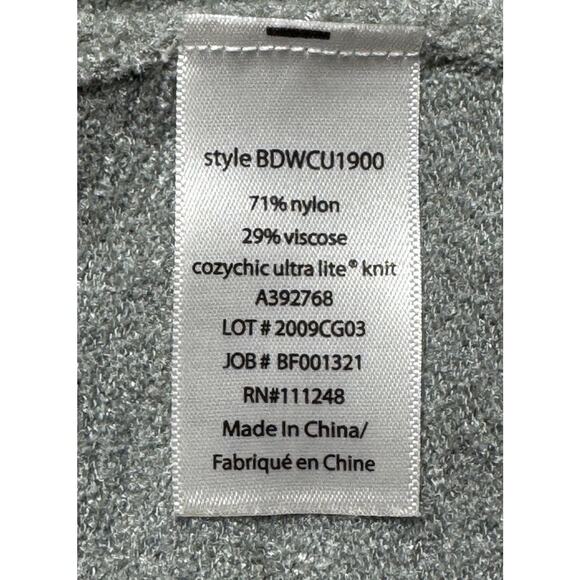 style BDWCU1900
71% nylon
29% viscose
cozychic ultra lite® knit
A392768
LOT # 2009CG03
JOB # BF001321
RN#111248
Made In China/
Fabriqué en Chine